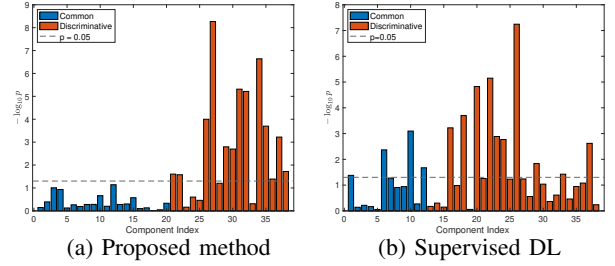 Common
Discriminative
p = 0.05
− log₁₀ p
9
8
7
6
5
4
3
2
1
0
0 5 10 15 20 25 30 35
Component Index
(a) Proposed method
Common
Discriminative
p=0.05
− log₁₀ p
8
7
6
5
4
3
2
1
0
0 5 10 15 20 25 30 35
Component Index
(b) Supervised DL